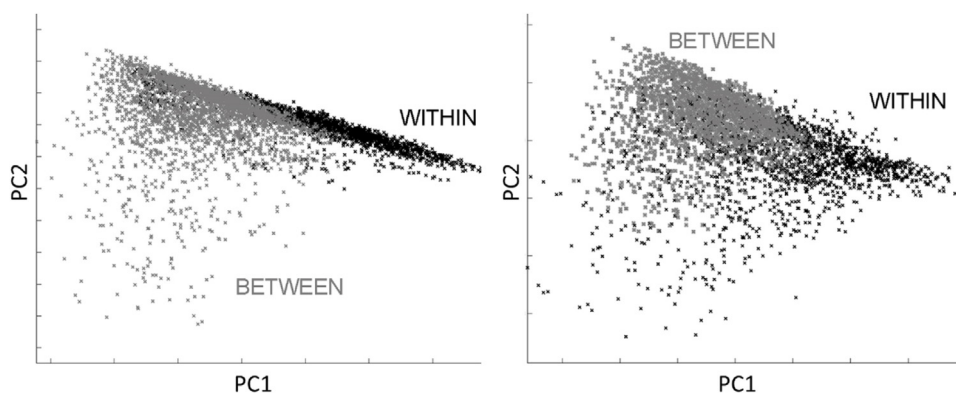 PC2
WITHIN
BETWEEN
PC1
PC2
BETWEEN
WITHIN
PC1